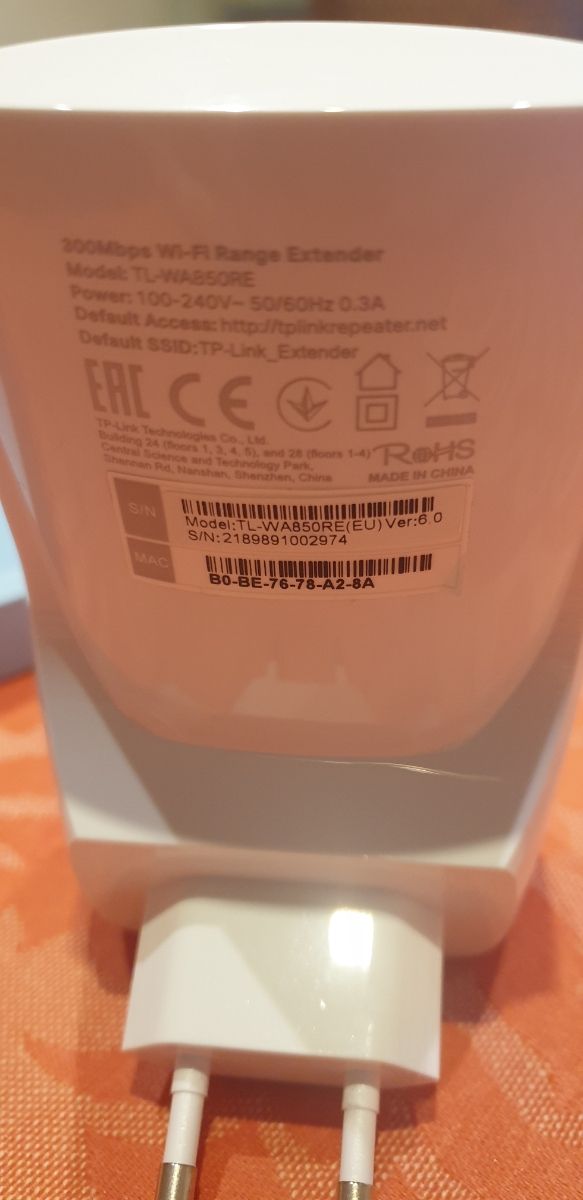 300Mbps Wi-Fi Range Extender
Model: TL-WA850RE
Power: 100-240V~ 50/60Hz 0.3A
Default Access: http://tplinkrepeater.net
Default SSID:TP-Link_Extender
EAC CE
TP-Link Technologies Co., Ltd.
Building 24 (floors 1, 3, 4, 5), and 28 (floors 1-4)
Central Science and Technology Park,
Shennan Rd, Nanshan, Shenzhen, China
RoHS
MADE IN CHINA
S/N
Model:TL-WA850RE(EU) Ver:6.0
S/N:2189891002974
MAC
B0-BE-76-78-A2-8A